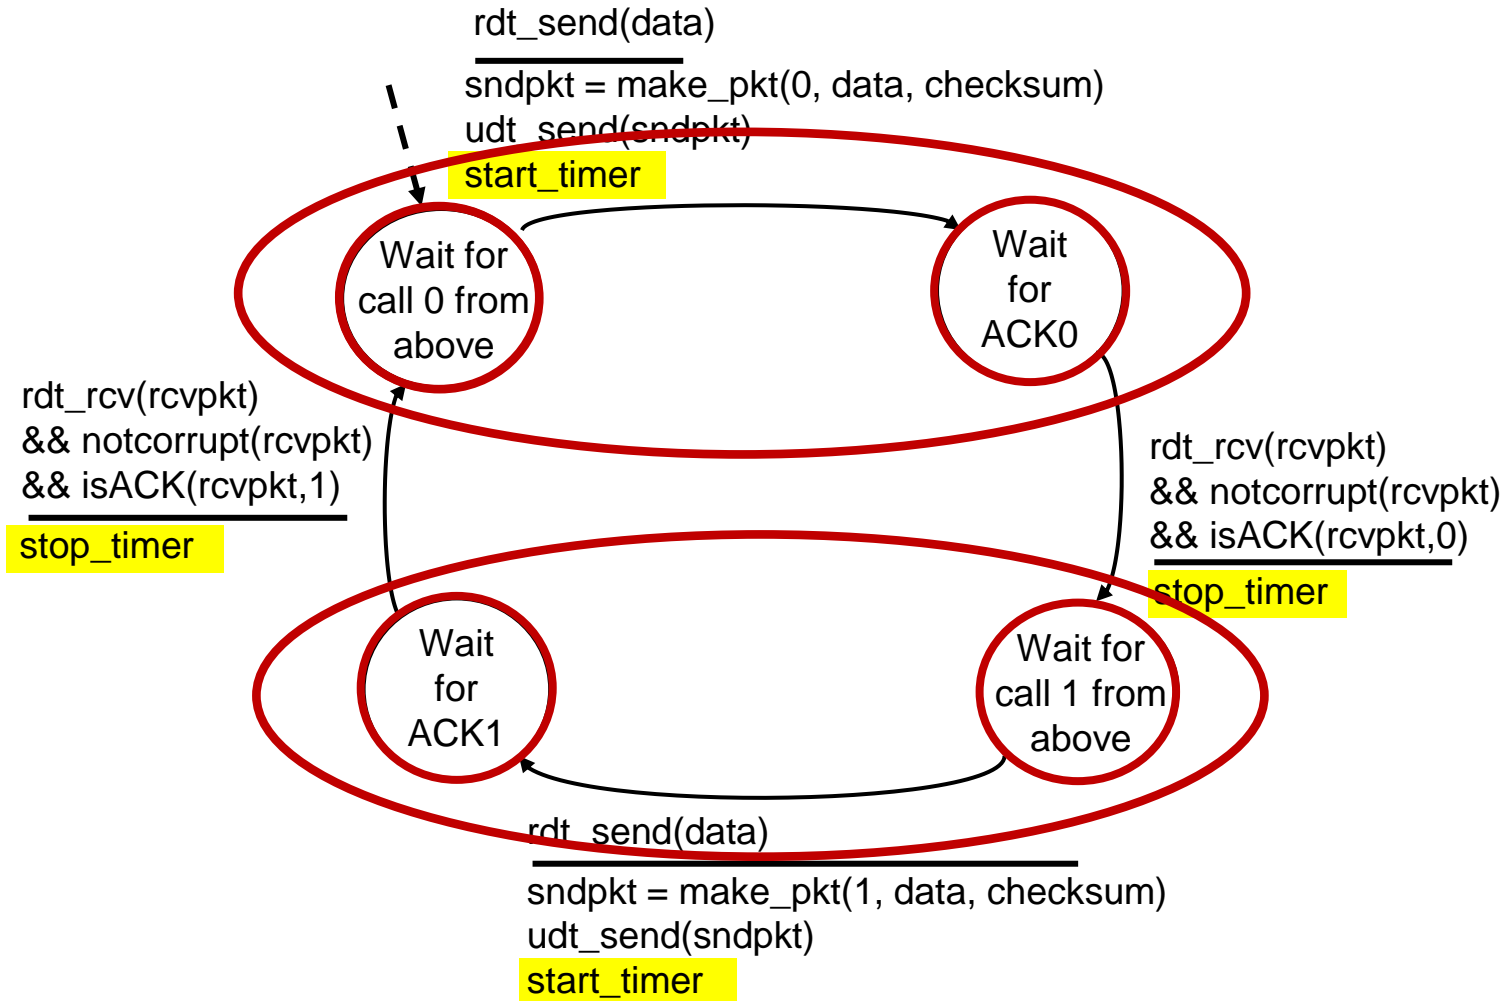 rdt_send(data)
sndpkt = make_pkt(0, data, checksum)
udt_send(sndpkt)
start_timer
Wait for
call 0 from
above
Wait
for
ACK0
rdt_rcv(rcvpkt)
&& notcorrupt(rcvpkt)
&& isACK(rcvpkt,1)
stop_timer
rdt_rcv(rcvpkt)
&& notcorrupt(rcvpkt)
&& isACK(rcvpkt,0)
stop_timer
Wait
for
ACK1
Wait for
call 1 from
above
rdt_send(data)
sndpkt = make_pkt(1, data, checksum)
udt_send(sndpkt)
start_timer